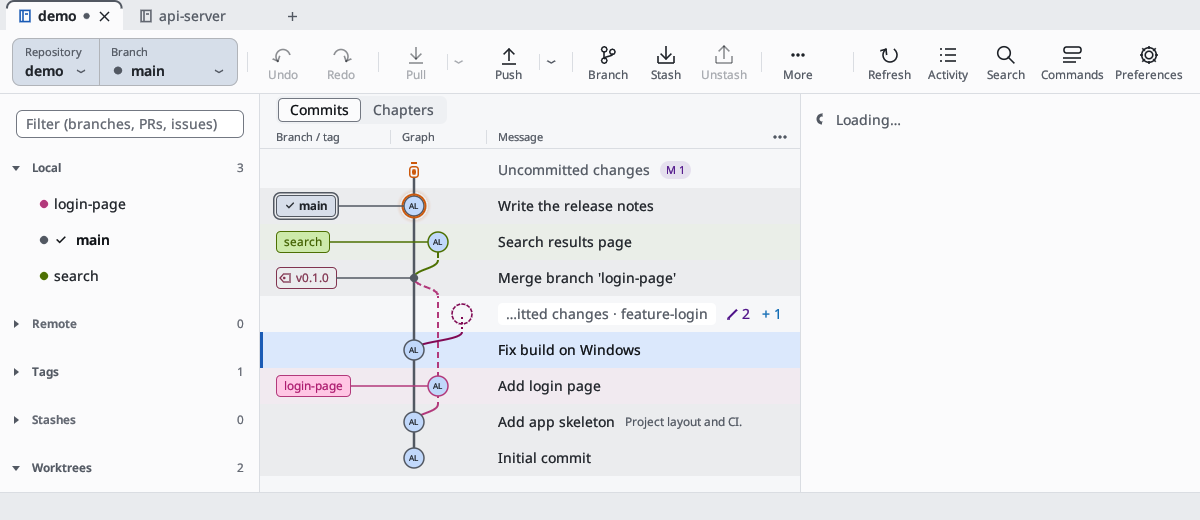 demo
api-server
Repository
demo
Branch
main
Undo
Redo
Pull
Push
Branch
Stash
Unstash
More
Refresh
Activity
Search
Commands
Preferences
Filter (branches, PRs, issues)
Local 3
login-page
main
search
Remote 0
Tags 1
Stashes 0
Worktrees 2
Commits Chapters
Branch / tag Graph Message
Uncommitted changes M 1
main AL Write the release notes
search AL Search results page
v0.1.0 Merge branch 'login-page'
...itted changes · feature-login 2 + 1
AL Fix build on Windows
login-page AL Add login page
AL Add app skeleton Project layout and CI.
AL Initial commit
Loading...